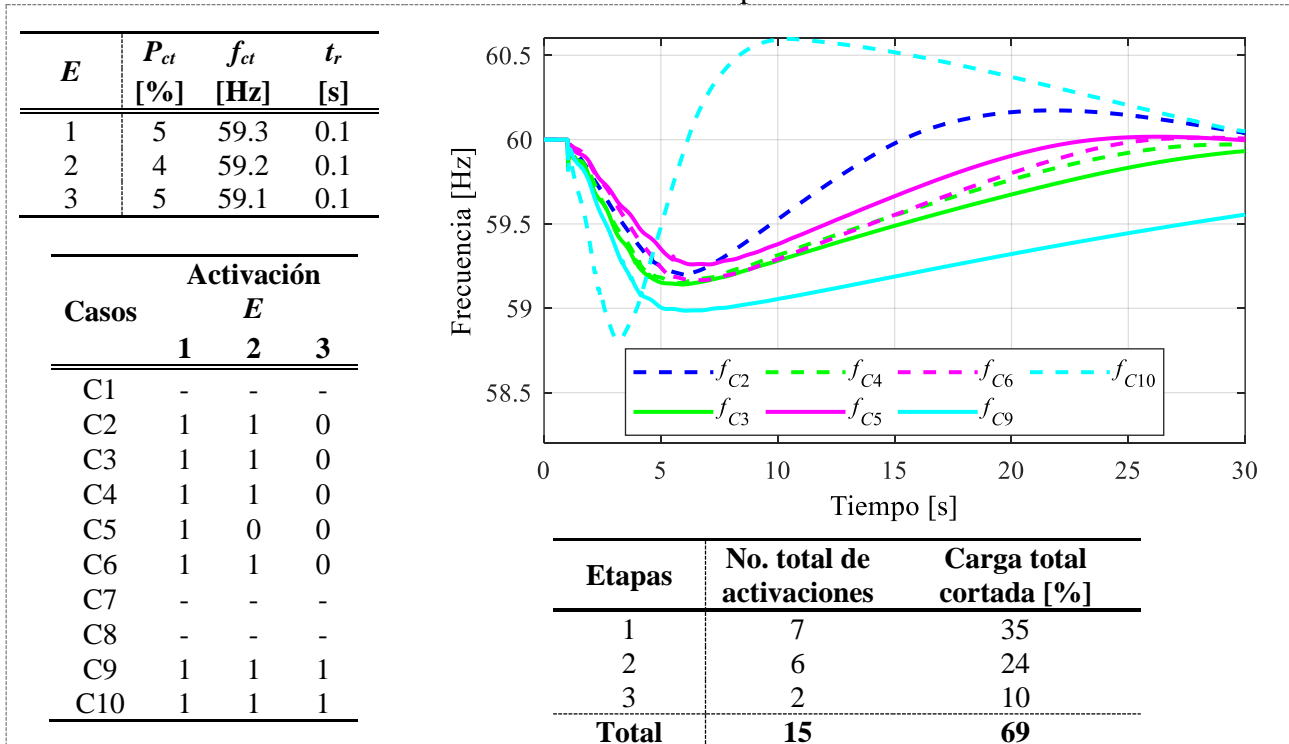 E P_ct f_ct t_r
[%] [Hz] [s]
1 5 59.3 0.1
2 4 59.2 0.1
3 5 59.1 0.1
Activación
Casos E
1 2 3
C1 - - -
C2 1 1 0
C3 1 1 0
C4 1 1 0
C5 1 0 0
C6 1 1 0
C7 - - -
C8 - - -
C9 1 1 1
C10 1 1 1
Frecuencia [Hz]
60.5
60
59.5
59
58.5
f_C2 f_C4 f_C6 f_C10
f_C3 f_C5 f_C9
0 5 10 15 20 25 30
Tiempo [s]
Etapas No. total de activaciones Carga total cortada [%]
1 7 35
2 6 24
3 2 10
Total 15 69